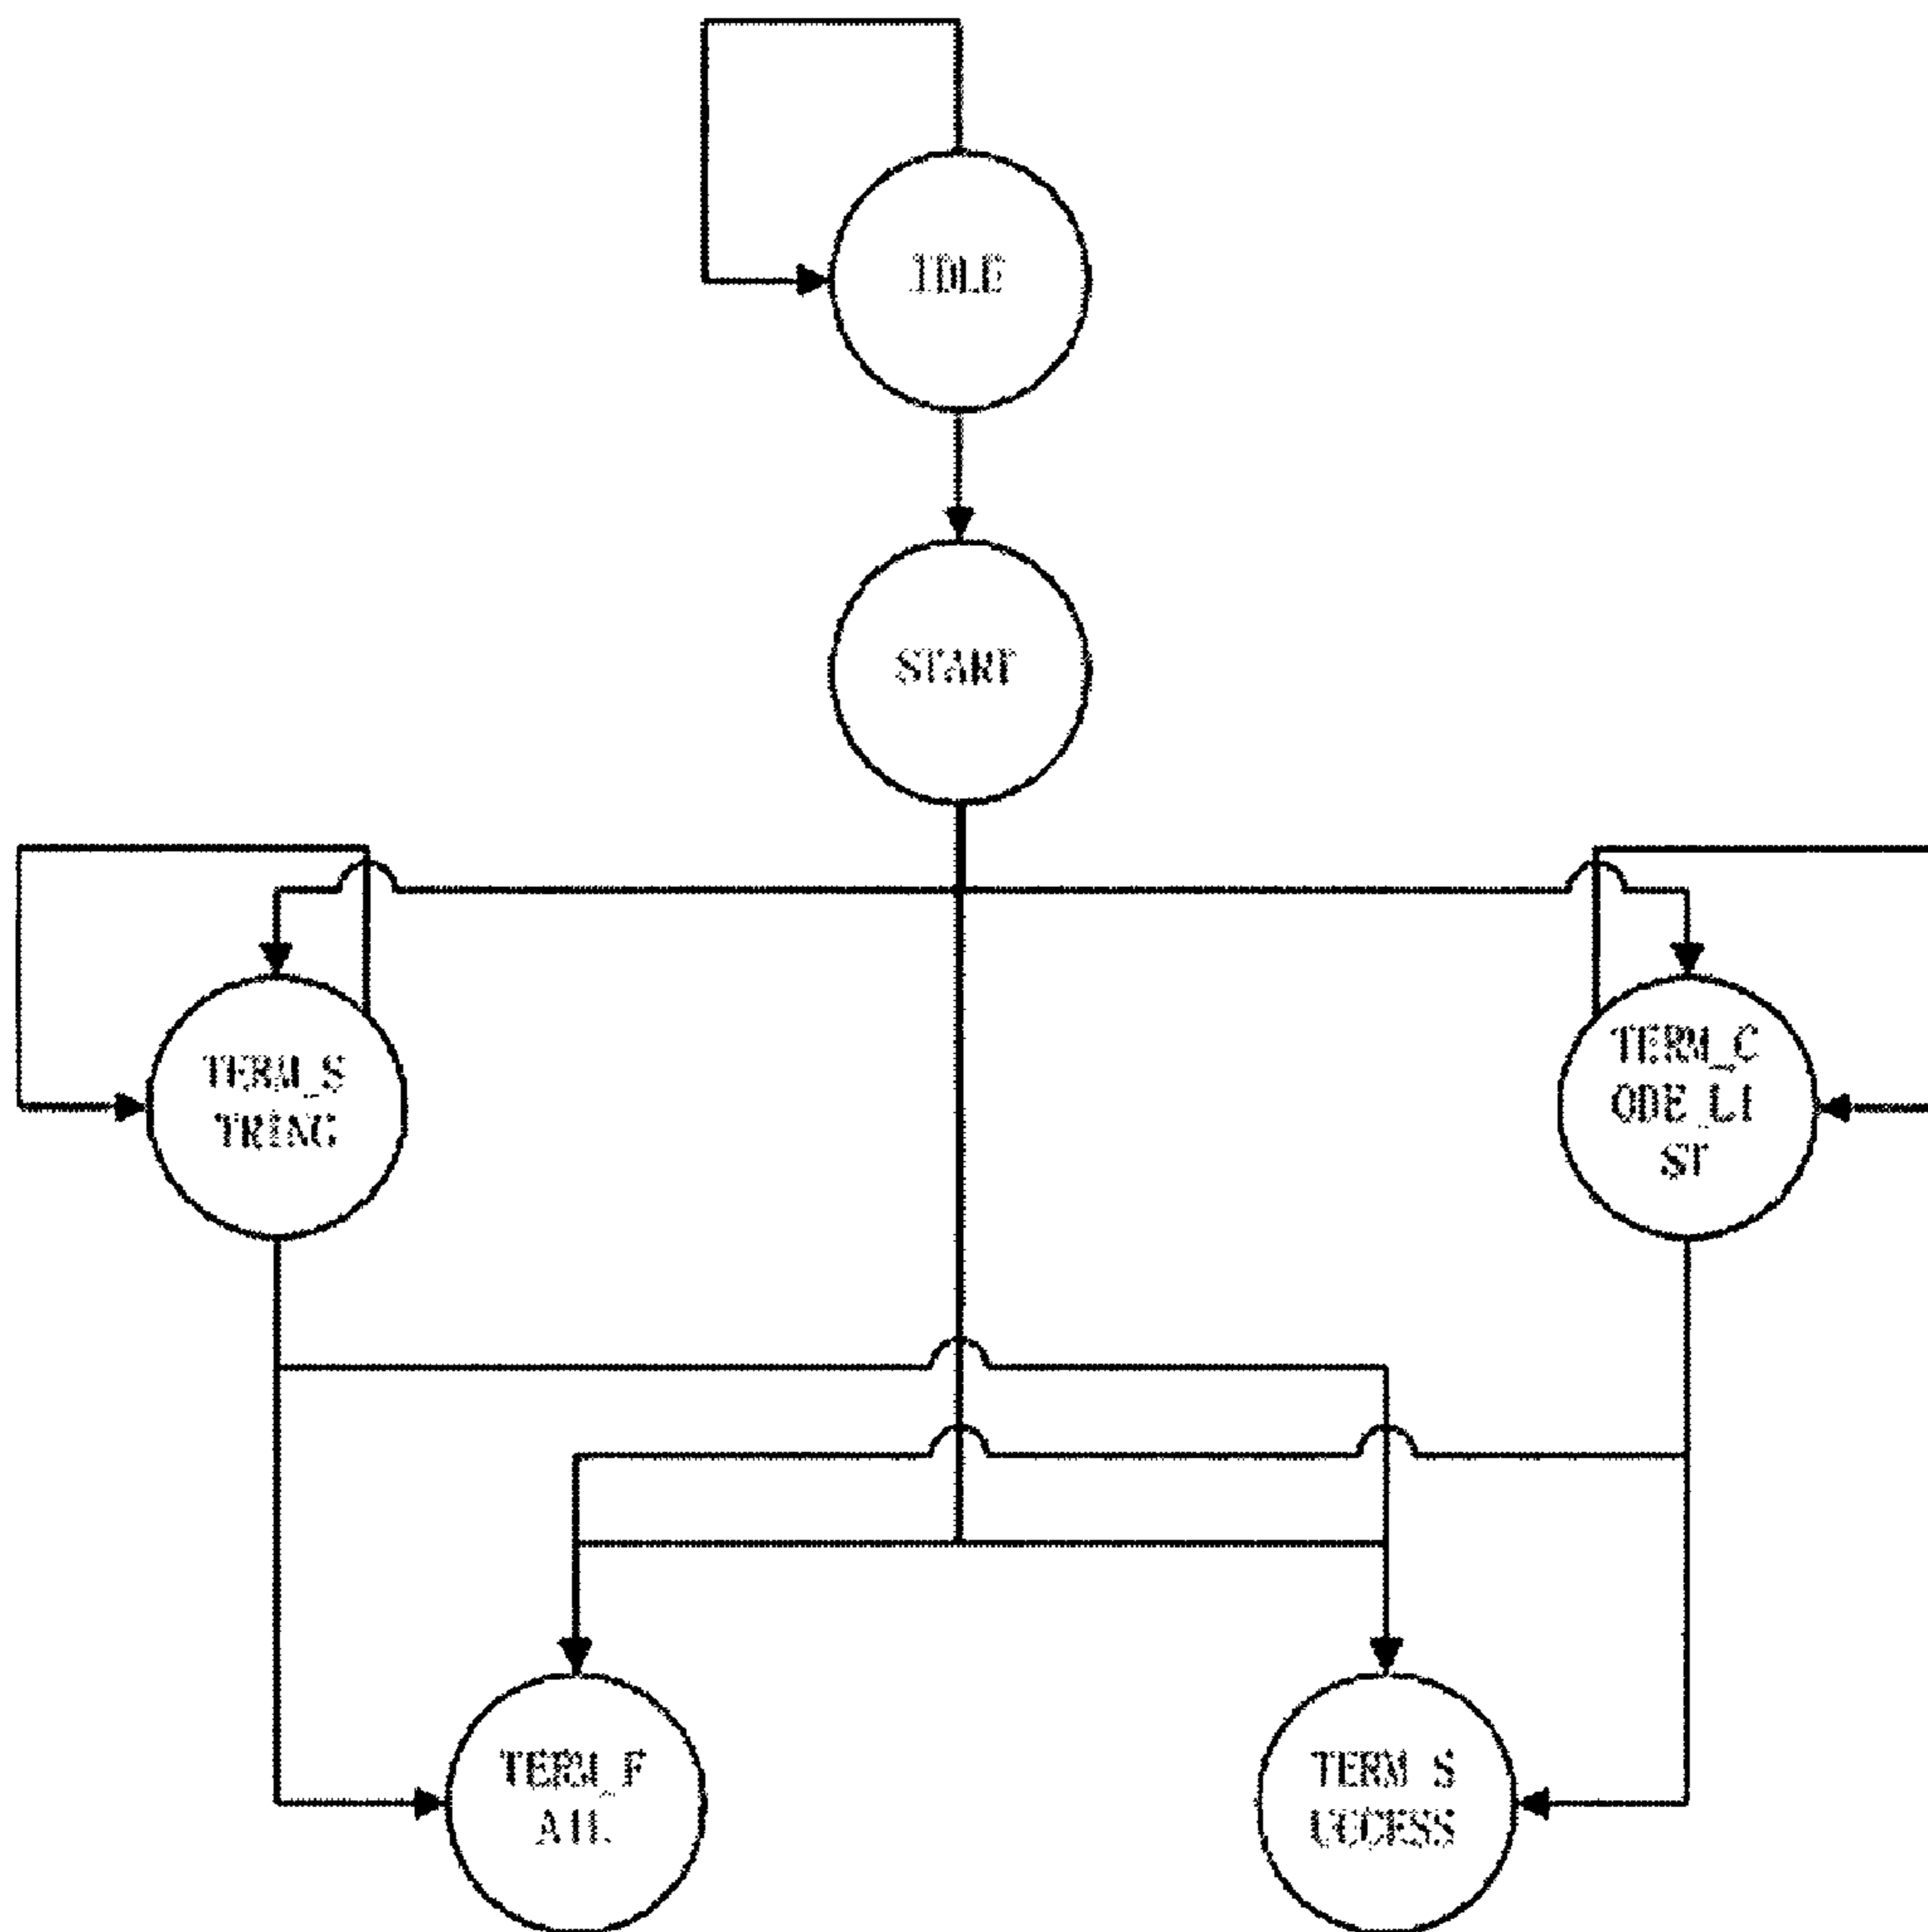 IDLE
START
TERM_S
TRING
TERM_C
ODE_LI
ST
TERM_F
AIL
TERM_S
UCCESS